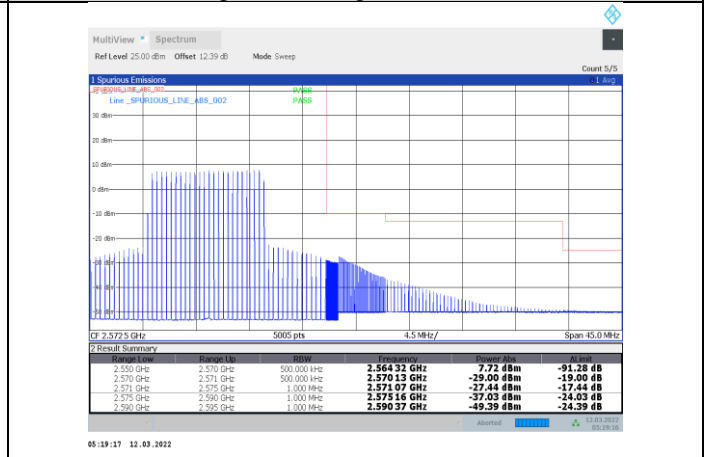 MultiView Spectrum
Ref Level 25.00 dBm Offset 12.39 dB Mode Sweep
Count 5/5
1 Spurious Emissions 1 Avg
SPURIOUS_LINE_ABS_002 PASS
Line _SPURIOUS_LINE_ABS_002 PASS
30 dBm
20 dBm
10 dBm
0 dBm
-10 dBm
-20 dBm
CF 2.5725 GHz 5005 pts 4.5 MHz/ Span 45.0 MHz
2 Result Summary
Range Low Range Up RBW Frequency Power Abs ΔLimit
2.550 GHz 2.570 GHz 500.000 kHz 2.564 32 GHz 7.72 dBm -91.28 dB
2.570 GHz 2.571 GHz 500.000 kHz 2.570 13 GHz -29.00 dBm -19.00 dB
2.571 GHz 2.575 GHz 1.000 MHz 2.571 07 GHz -27.44 dBm -17.44 dB
2.575 GHz 2.590 GHz 1.000 MHz 2.575 16 GHz -37.03 dBm -24.03 dB
2.590 GHz 2.595 GHz 1.000 MHz 2.590 37 GHz -49.39 dBm -24.39 dB
Aborted 12.03.2022
05:19:16
05:19:17 12.03.2022